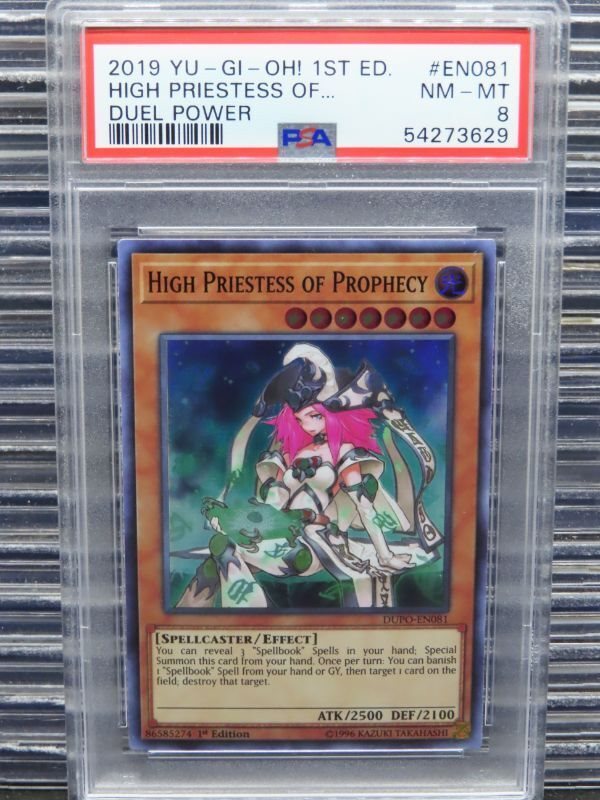 2019 YU-GI-OH! 1ST ED. #EN081
HIGH PRIESTESS OF... NM-MT
DUEL POWER 8
PSA 54273629
HIGH PRIESTESS OF PROPHECY
DUPO-EN081
[SPELLCASTER/EFFECT]
You can reveal 3 "Spellbook" Spells in your hand; Special
Summon this card from your hand. Once per turn: You can banish
1 "Spellbook" Spell from your hand or GY, then target 1 card on the
field; destroy that target.
ATK/2500 DEF/2100
86585274 1st Edition ©1996 KAZUKI TAKAHASHI